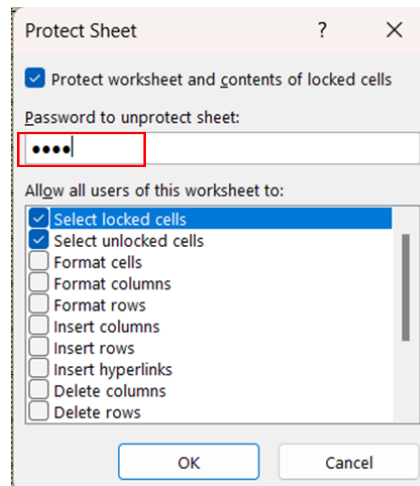 Protect Sheet ? ×
Protect worksheet and contents of locked cells
Password to unprotect sheet:
••••
Allow all users of this worksheet to:
Select locked cells
Select unlocked cells
Format cells
Format columns
Format rows
Insert columns
Insert rows
Insert hyperlinks
Delete columns
Delete rows
OK Cancel